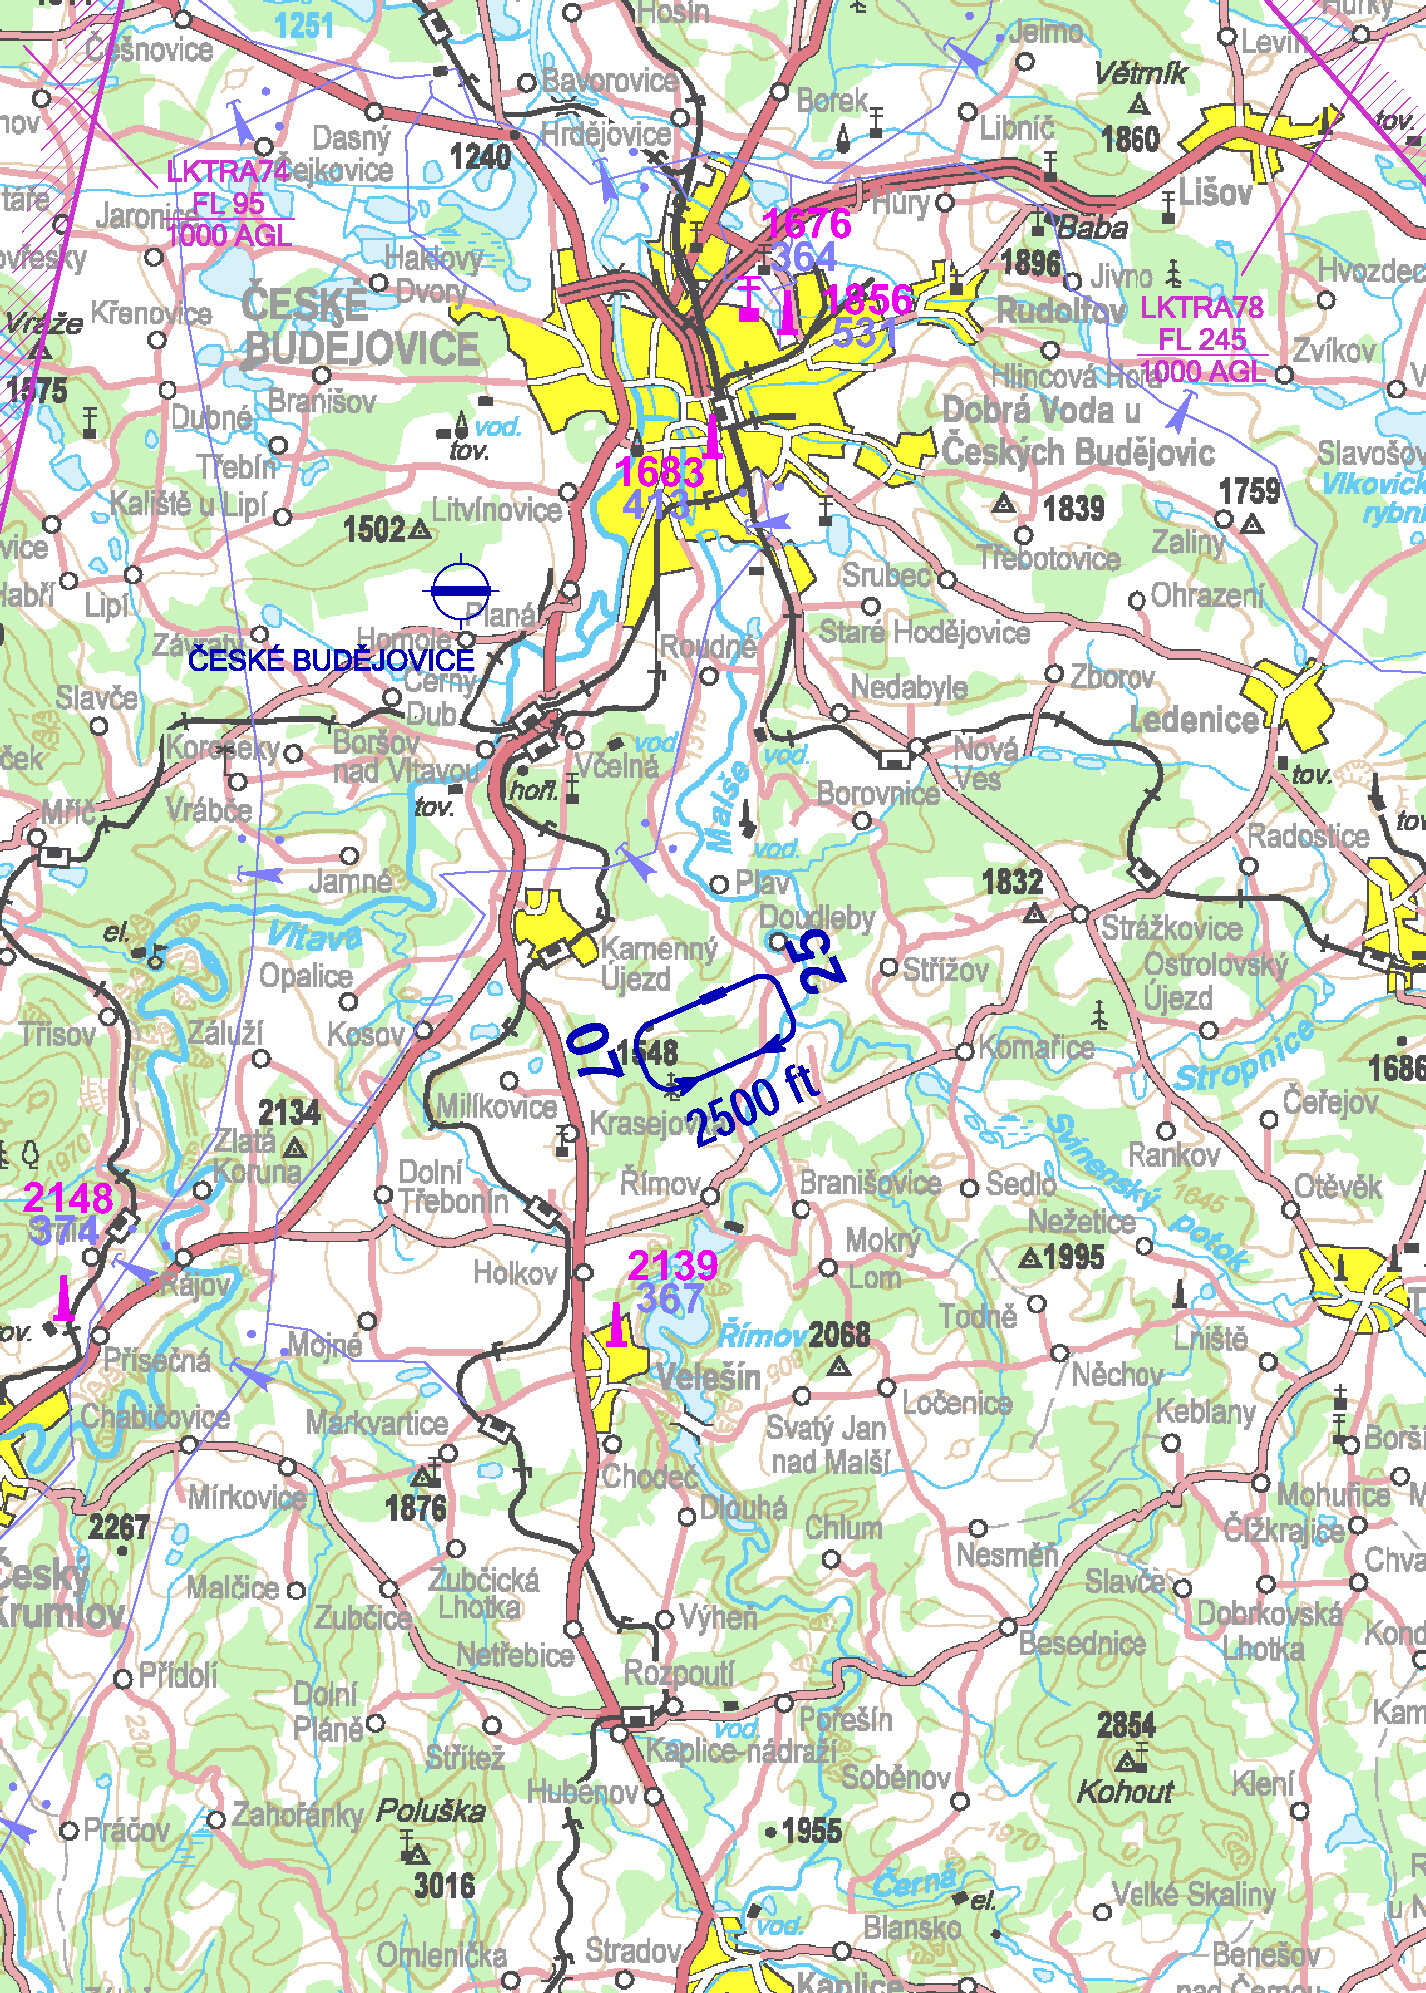 1251
Hosín
Češnovice
Jelmo
Levín
Hůrky
Bavorovice
Borek
Větrník
Dasný
Hrdějovice
Libníč
1860
tov.
1240
LKTRA74
Čejkovice
FL 95
1000 AGL
Jaronice
Hůry
Lišov
1676
364
Baba
1896
Haklovy
Dvory
Jivno
Křenovice
ČESKÉ
BUDĚJOVICE
1856
531
Rudolfov
LKTRA78
FL 245
1000 AGL
Zvíkov
Vráže
1575
Hlincová Hora
Branišov
Dubné
vod.
tov.
Dobrá Voda u
Českých Budějovic
Třebín
1683
413
Kaliště u Lipí
1502
Litvínovice
1839
1759
Třebotovice
Zaliny
Lipí
Srubec
Ohrazení
Planá
Závraty
Homole
Roudné
Staré Hodějovice
ČESKÉ BUDĚJOVICE
Slavče
Černý
Dub
Nedabyle
Zborov
Ledenice
Koroseky
Boršov
nad Vltavou
vod.
Včelná
vod.
Nová
Ves
tov.
Vrábče
tov.
hoř.
Malše
Borovnice
Mříč
Radostice
vod.
Jamné
Plav
1832
Doudleby
Strážkovice
el.
Vltava
Kamenný
Újezd
25
Opalice
Střížov
Ostrolovský
Újezd
Třísov
Záluží
Kosov
07
1548
Komařice
Stropnice
1686
2134
Milíkovice
2500 ft
Čeřejov
Zlatá
Koruna
1970
Svinenský potok
Rankov
Dolní
Třebonín
Římov
Branišovice
Sedlo
1645
Otěvěk
2148
374
Nežetice
Mokrý
Lom
1995
Rájov
Holkov
2139
367
Todně
Mojné
Římov
2068
Lniště
Přísečná
Velešín
Něchov
Chabičovice
Markvartice
Ločenice
Keblany
Svatý Jan
nad Malší
Mirkovice
Chodeč
1876
Dlouhá
Mohuřice
2267
Chlum
Čížkrajice
Český
Krumlov
Nesměň
Malčice
Zubčická
Lhotka
Slavče
Zubčice
Výheň
Dobrkovská
Lhotka
Netřebice
Besednice
Přídolí
Rozpoutí
Dolní
Pláně
Pořešín
2300
vod.
Střítež
Kaplice-nádraží
2854
Kohout
Soběnov
Klení
Hubenov
Zahořánky
Poluška
Práčov
1955
1970
3016
Černá
el.
Velké Skaliny
vod.
Blansko
Omlenička
Stradov
Benešov
nad Černou
Kaplice